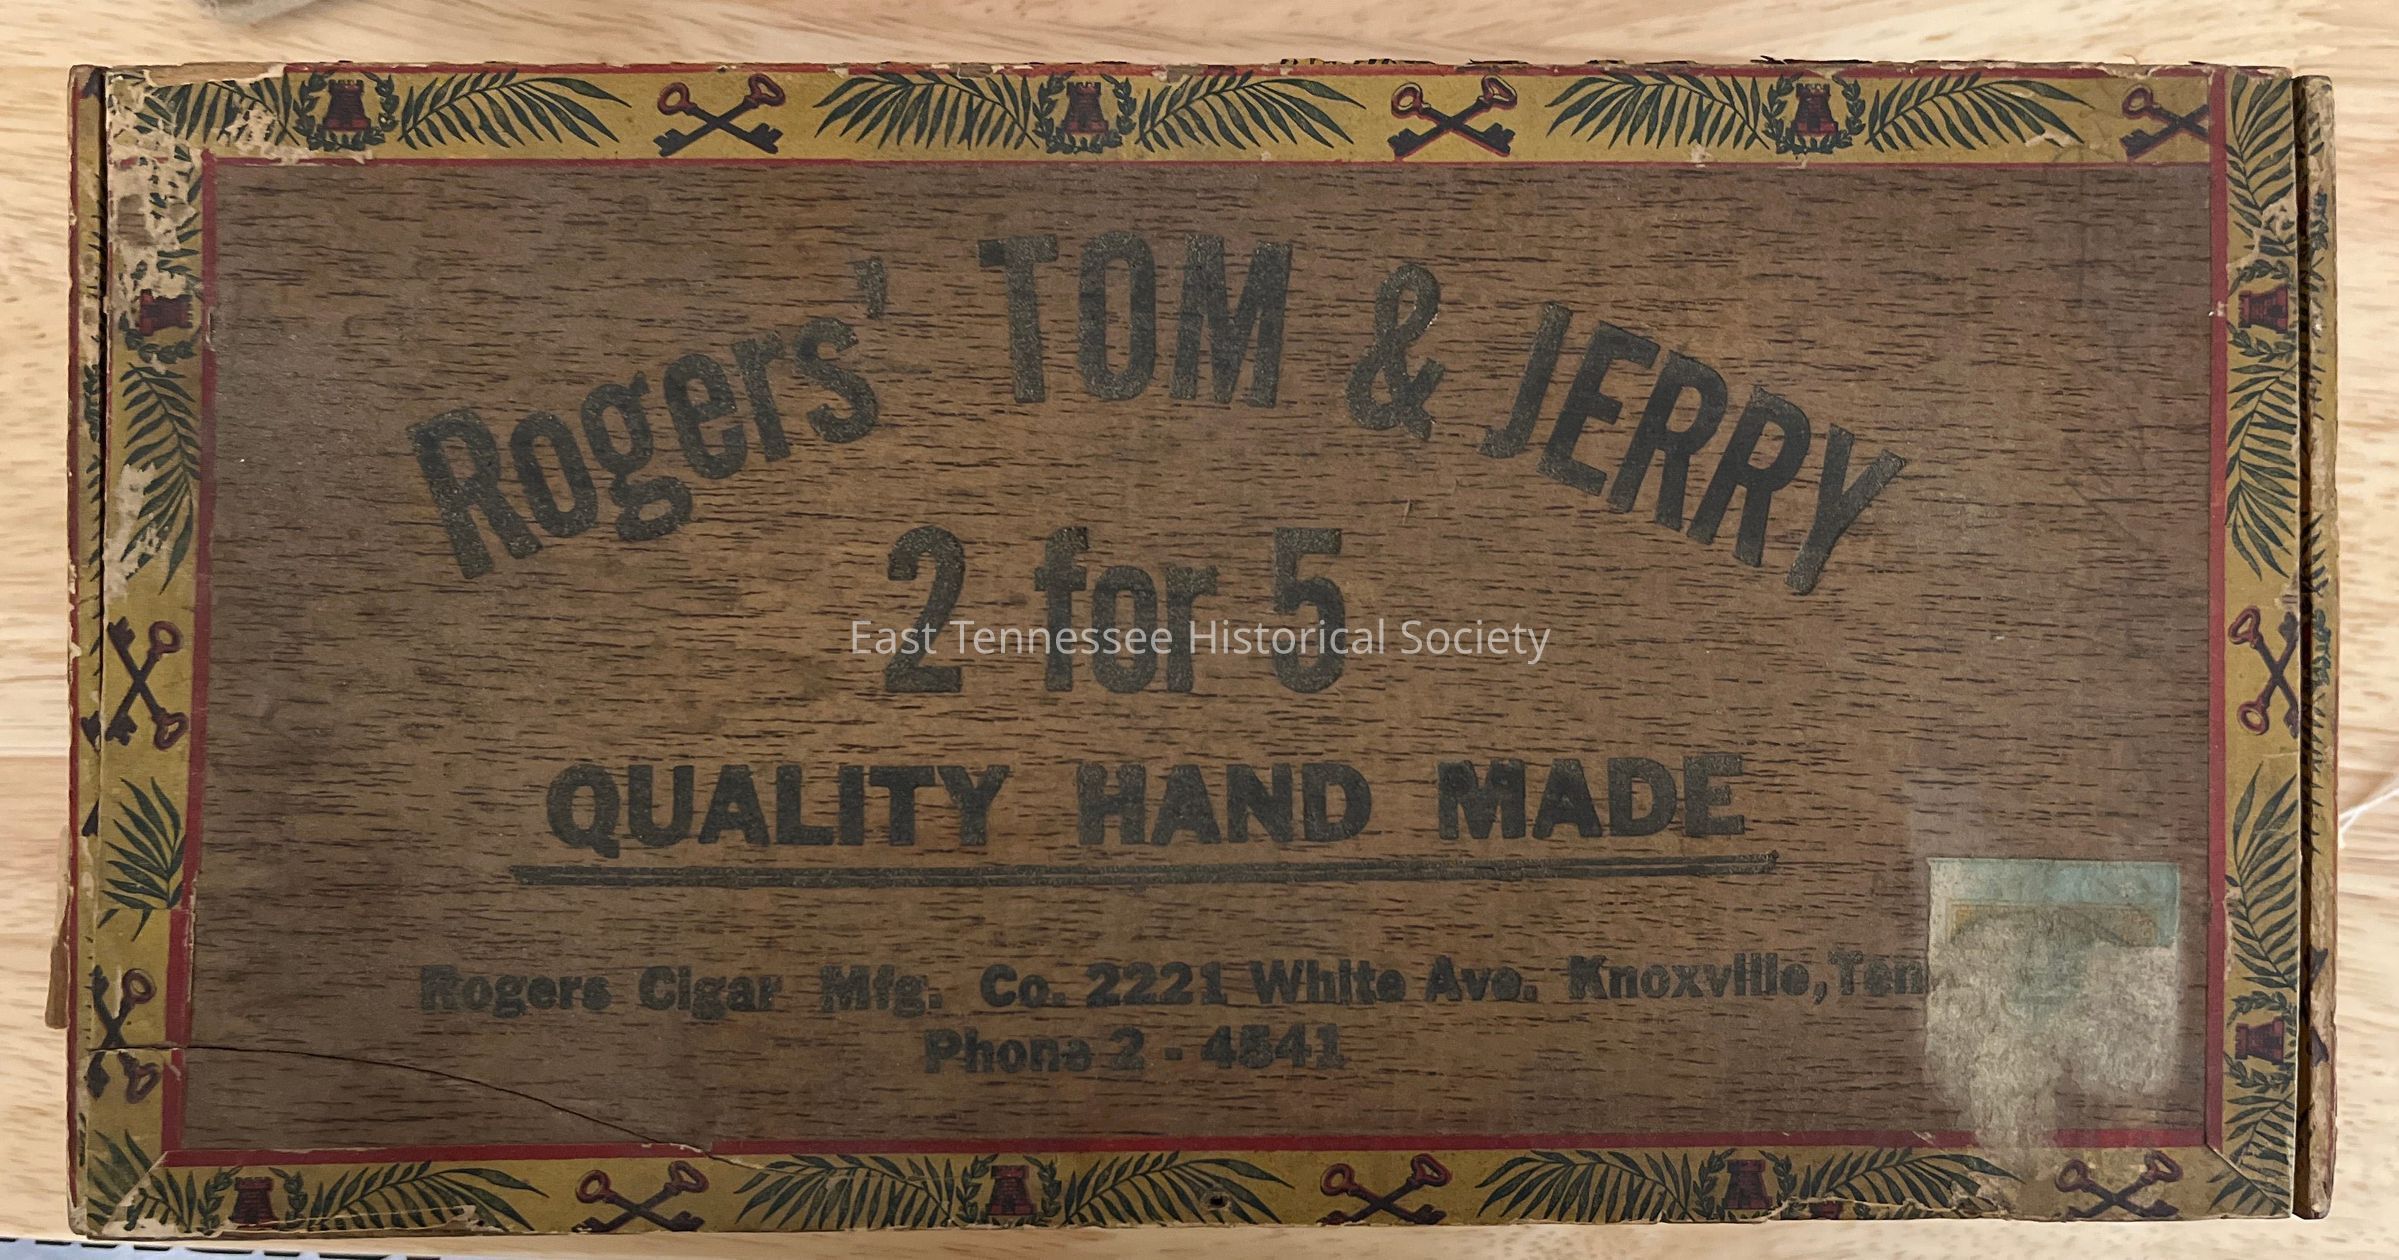 Rogers' TOM & JERRY
2 for 5
East Tennessee Historical Society
QUALITY HAND MADE
Rogers Cigar Mfg. Co. 2221 White Ave. Knoxville, Ten
Phone 2 - 4541